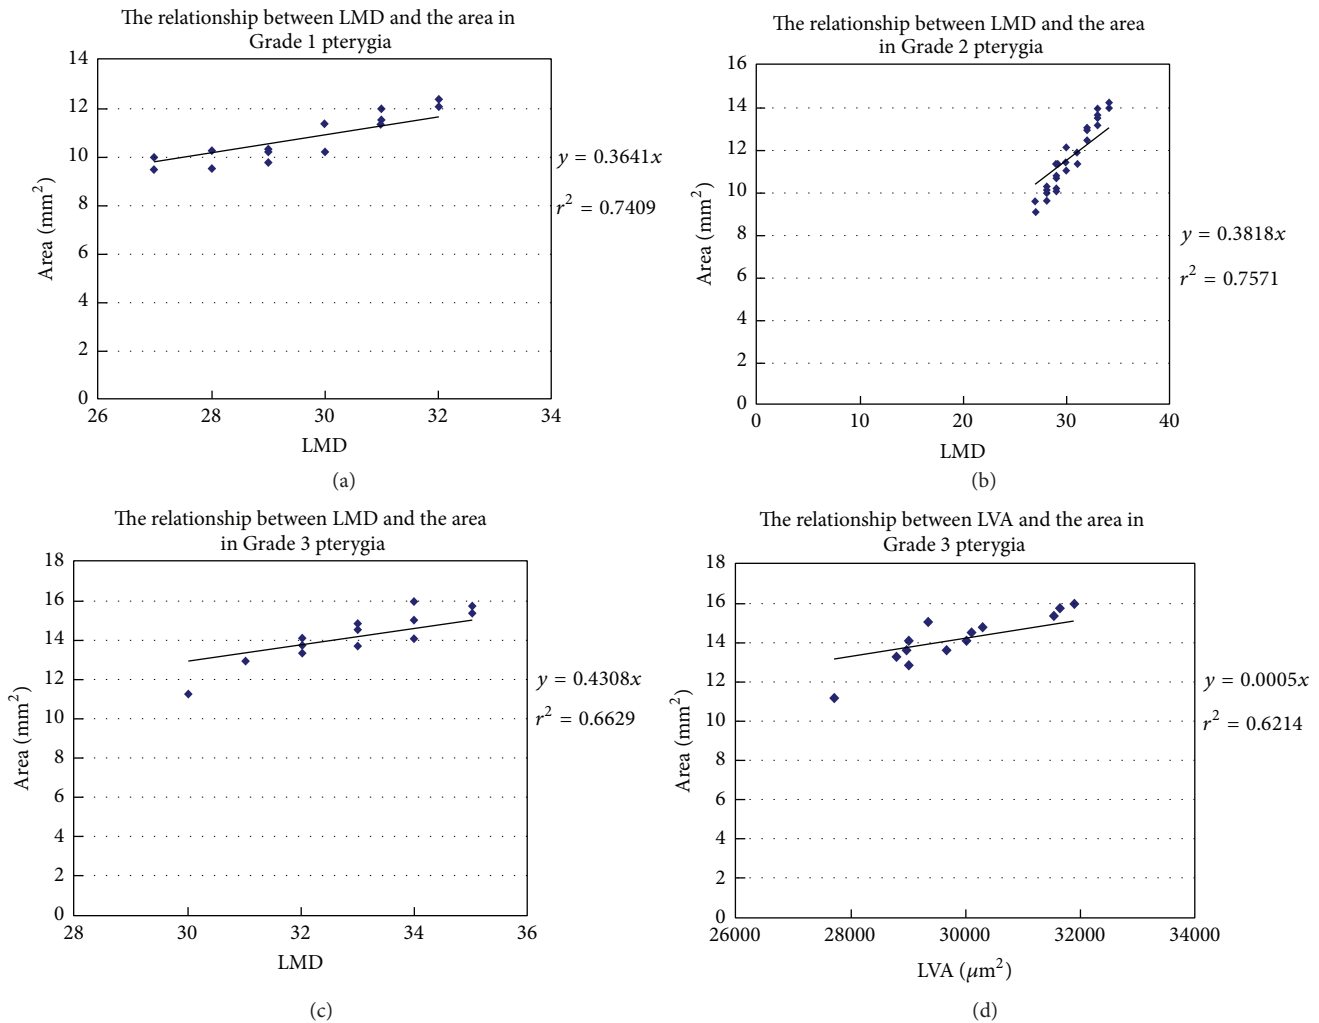 The relationship between LMD and the area in
Grade 1 pterygia
14
12
10
8
6
4
2
0
Area (mm²)
26 28 30 32 34
LMD
y = 0.3641x
r² = 0.7409
(a)
The relationship between LMD and the area
in Grade 2 pterygia
16
14
12
10
8
6
4
2
0
Area (mm²)
0 10 20 30 40
LMD
y = 0.3818x
r² = 0.7571
(b)
The relationship between LMD and the area
in Grade 3 pterygia
18
16
14
12
10
8
6
4
2
0
Area (mm²)
28 30 32 34 36
LMD
y = 0.4308x
r² = 0.6629
(c)
The relationship between LVA and the area in
Grade 3 pterygia
18
16
14
12
10
8
6
4
2
0
Area (mm²)
26000 28000 30000 32000 34000
LVA (μm²)
y = 0.0005x
r² = 0.6214
(d)